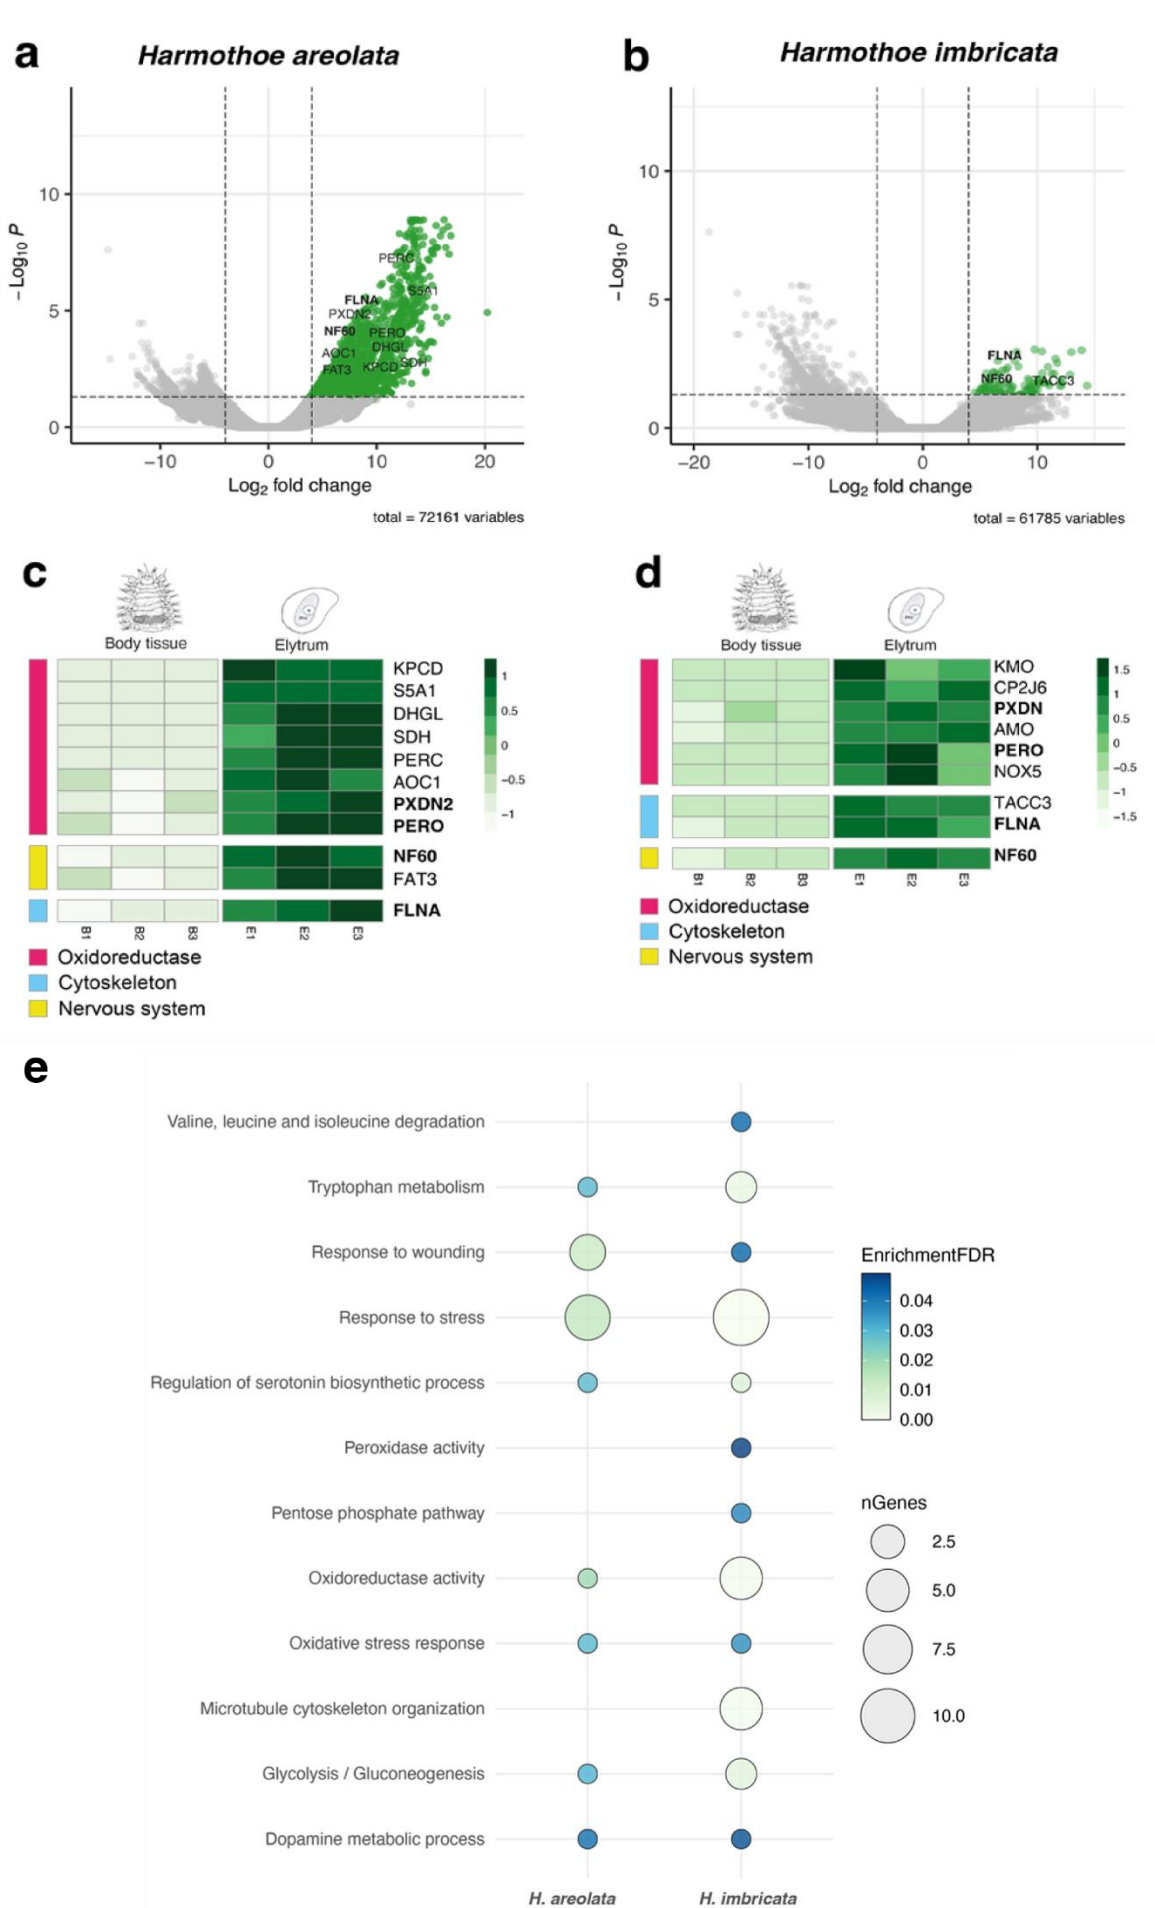 a
Harmothoe areolata
10
5
0
−10
0
10
20
− Log10 P
PERC
S5A1
FLNA
PXDN2
NF60
PERO
DHGL
AOC1
SDH
FAT3
KPCD
Log2 fold change
total = 72161 variables
b
Harmothoe imbricata
10
5
0
−20
−10
0
10
− Log10 P
FLNA
NF60
TACC3
Log2 fold change
total = 61785 variables
c
Body tissue
Elytrum
KPCD
S5A1
DHGL
SDH
PERC
AOC1
PXDN2
PERO
NF60
FAT3
FLNA
B1
B2
B3
E1
E2
E3
1
0.5
0
−0.5
−1
Oxidoreductase
Cytoskeleton
Nervous system
d
Body tissue
Elytrum
KMO
CP2J6
PXDN
AMO
PERO
NOX5
TACC3
FLNA
NF60
B1
B2
B3
E1
E2
E3
1.5
1
0.5
0
−0.5
−1
−1.5
Oxidoreductase
Cytoskeleton
Nervous system
e
Valine, leucine and isoleucine degradation
Tryptophan metabolism
Response to wounding
Response to stress
Regulation of serotonin biosynthetic process
Peroxidase activity
Pentose phosphate pathway
Oxidoreductase activity
Oxidative stress response
Microtubule cytoskeleton organization
Glycolysis / Gluconeogenesis
Dopamine metabolic process
H. areolata
H. imbricata
EnrichmentFDR
0.04
0.03
0.02
0.01
0.00
nGenes
2.5
5.0
7.5
10.0